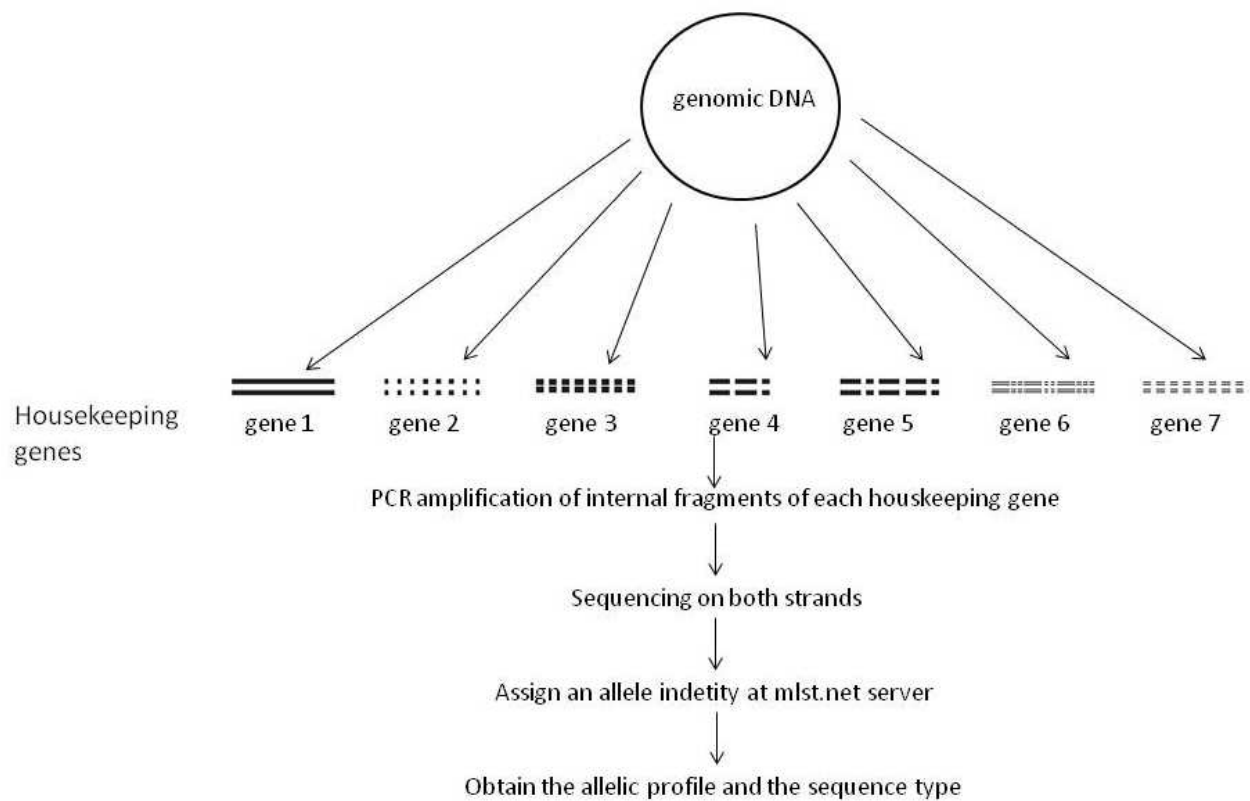 genomic DNA
Housekeeping
genes
gene 1 gene 2 gene 3 gene 4 gene 5 gene 6 gene 7
PCR amplification of internal fragments of each houskeeping gene
Sequencing on both strands
Assign an allele indetity at mlst.net server
Obtain the allelic profile and the sequence type